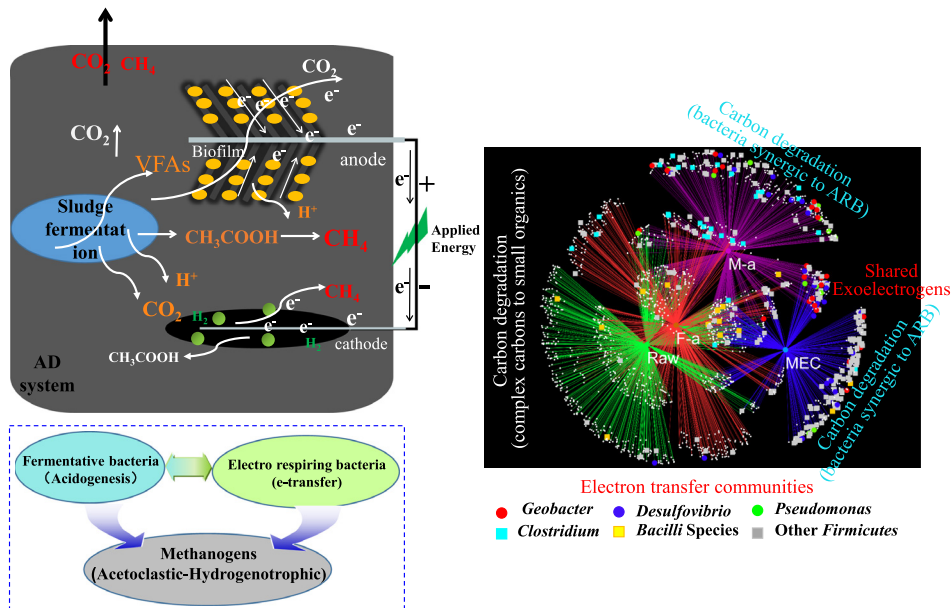 CO2 CH4
CO2
e-
e-
e-
e-
e-
e-
e-
CO2
VFAs
Biofilm
anode
e-
+
H+
Sludge
fermentat
ion
CH3COOH
CH4
Applied
Energy
H+
CO2
CH4
e-
–
H2
e-
e-
e-
e-
H2
cathode
CH3COOH
AD
system
Fermentative bacteria
(Acidogenesis)
Electro respiring bacteria
(e-transfer)
Methanogens
(Acetoclastic-Hydrogenotrophic)
Carbon degradation
(complex carbons to small organics)
Carbon degradation
(bacteria synergic to ARB)
M-a
Shared
Exoelectrogens
F-a
Raw
MEC
Carbon degradation
(bacteria synergic to ARB)
Electron transfer communities
Geobacter
Desulfovibrio
Pseudomonas
Clostridium
Bacilli Species
Other Firmicutes